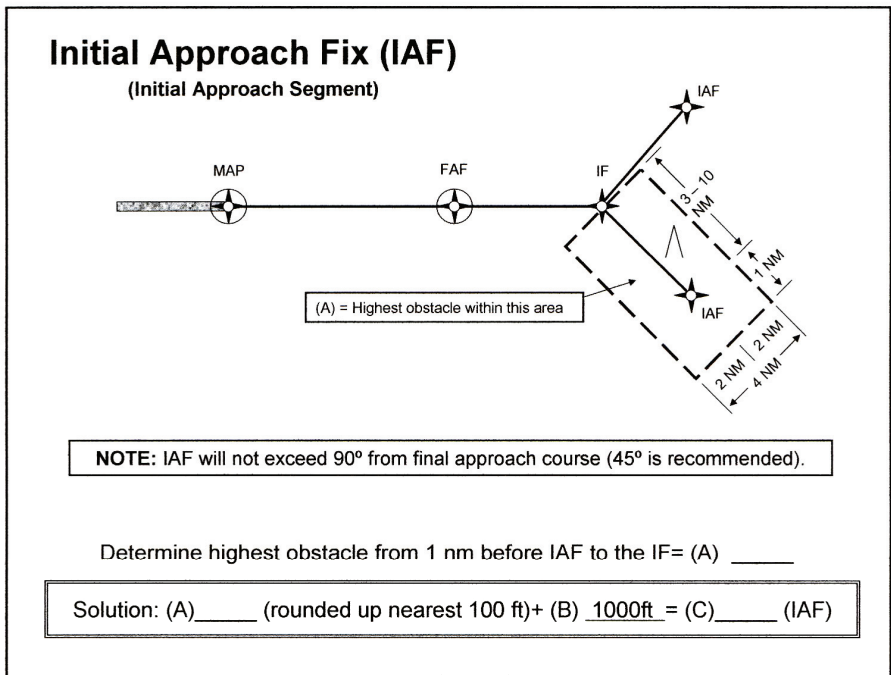 Initial Approach Fix (IAF)
(Initial Approach Segment)
IAF
MAP
FAF
IF
3 – 10
NM
1 NM
(A) = Highest obstacle within this area
IAF
2 NM
2 NM
4 NM
NOTE: IAF will not exceed 90º from final approach course (45º is recommended).
Determine highest obstacle from 1 nm before IAF to the IF= (A) _____
Solution: (A)_____ (rounded up nearest 100 ft)+ (B) 1000ft = (C)_____ (IAF)